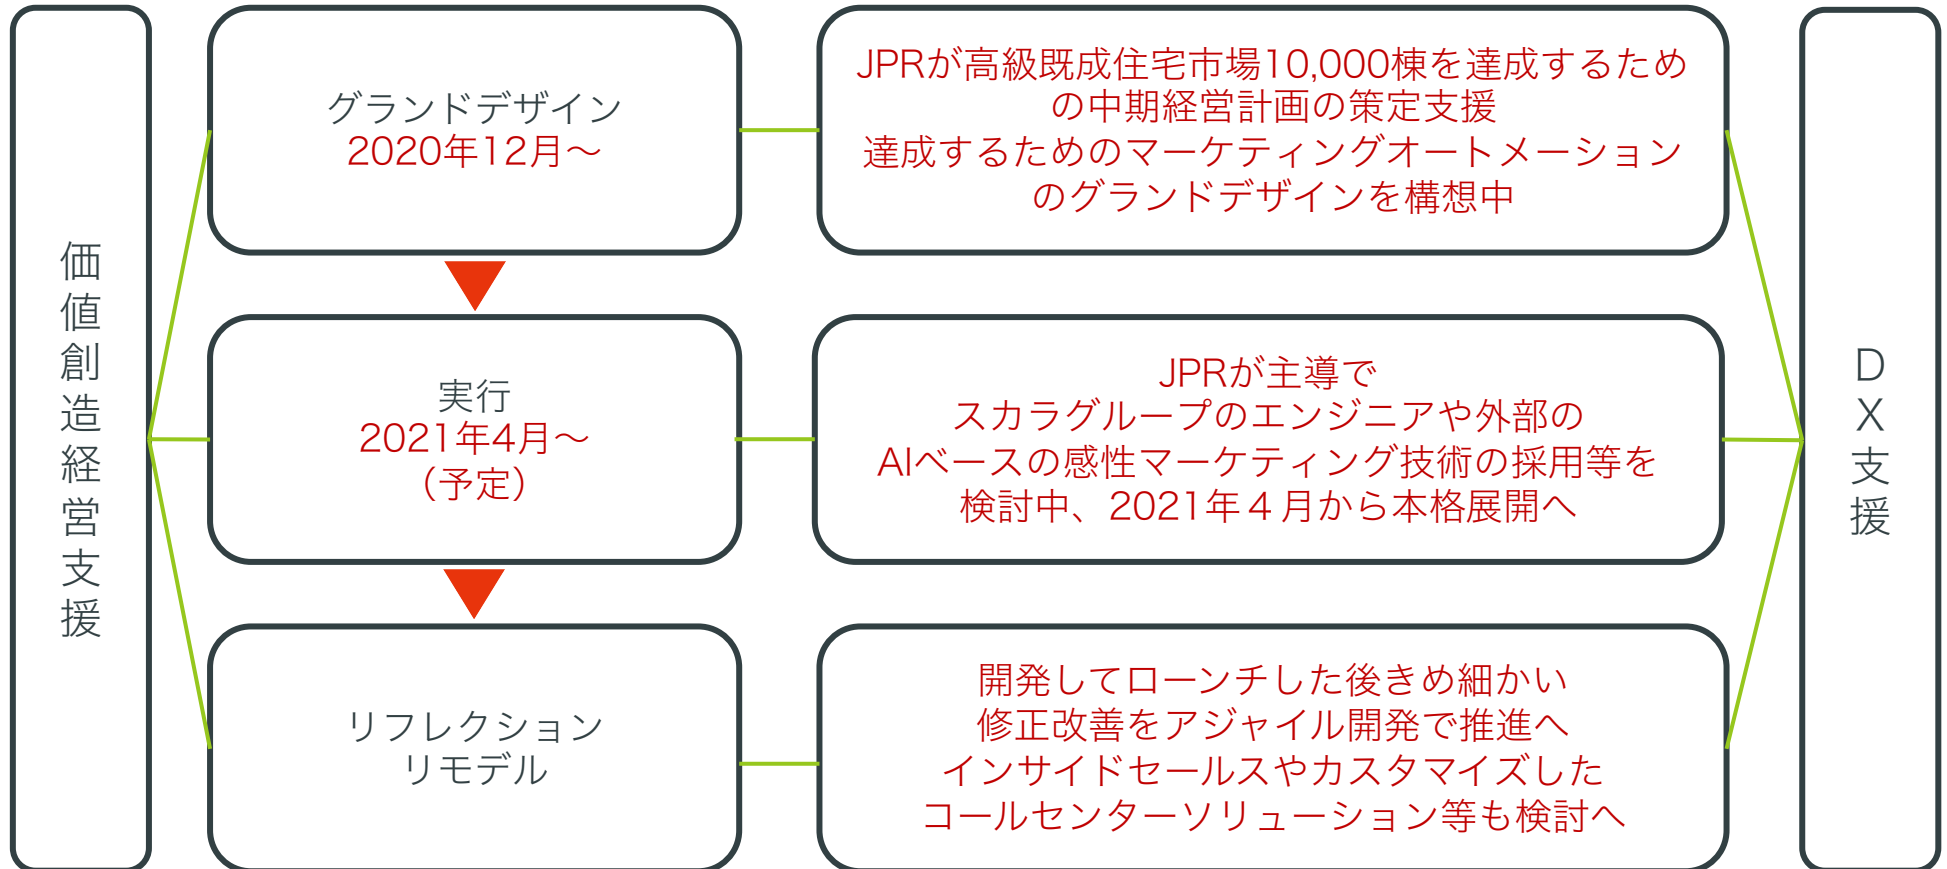 価値創造経営支援
グランドデザイン
2020年12月～
JPRが高級既成住宅市場10,000棟を達成するため
の中期経営計画の策定支援
達成するためのマーケティングオートメーション
のグランドデザインを構想中
実行
2021年4月～
（予定）
JPRが主導で
スカラグループのエンジニアや外部の
AIベースの感性マーケティング技術の採用等を
検討中、2021年４月から本格展開へ
リフレクション
リモデル
開発してローンチした後きめ細かい
修正改善をアジャイル開発で推進へ
インサイドセールスやカスタマイズした
コールセンターソリューション等も検討へ
DX支援